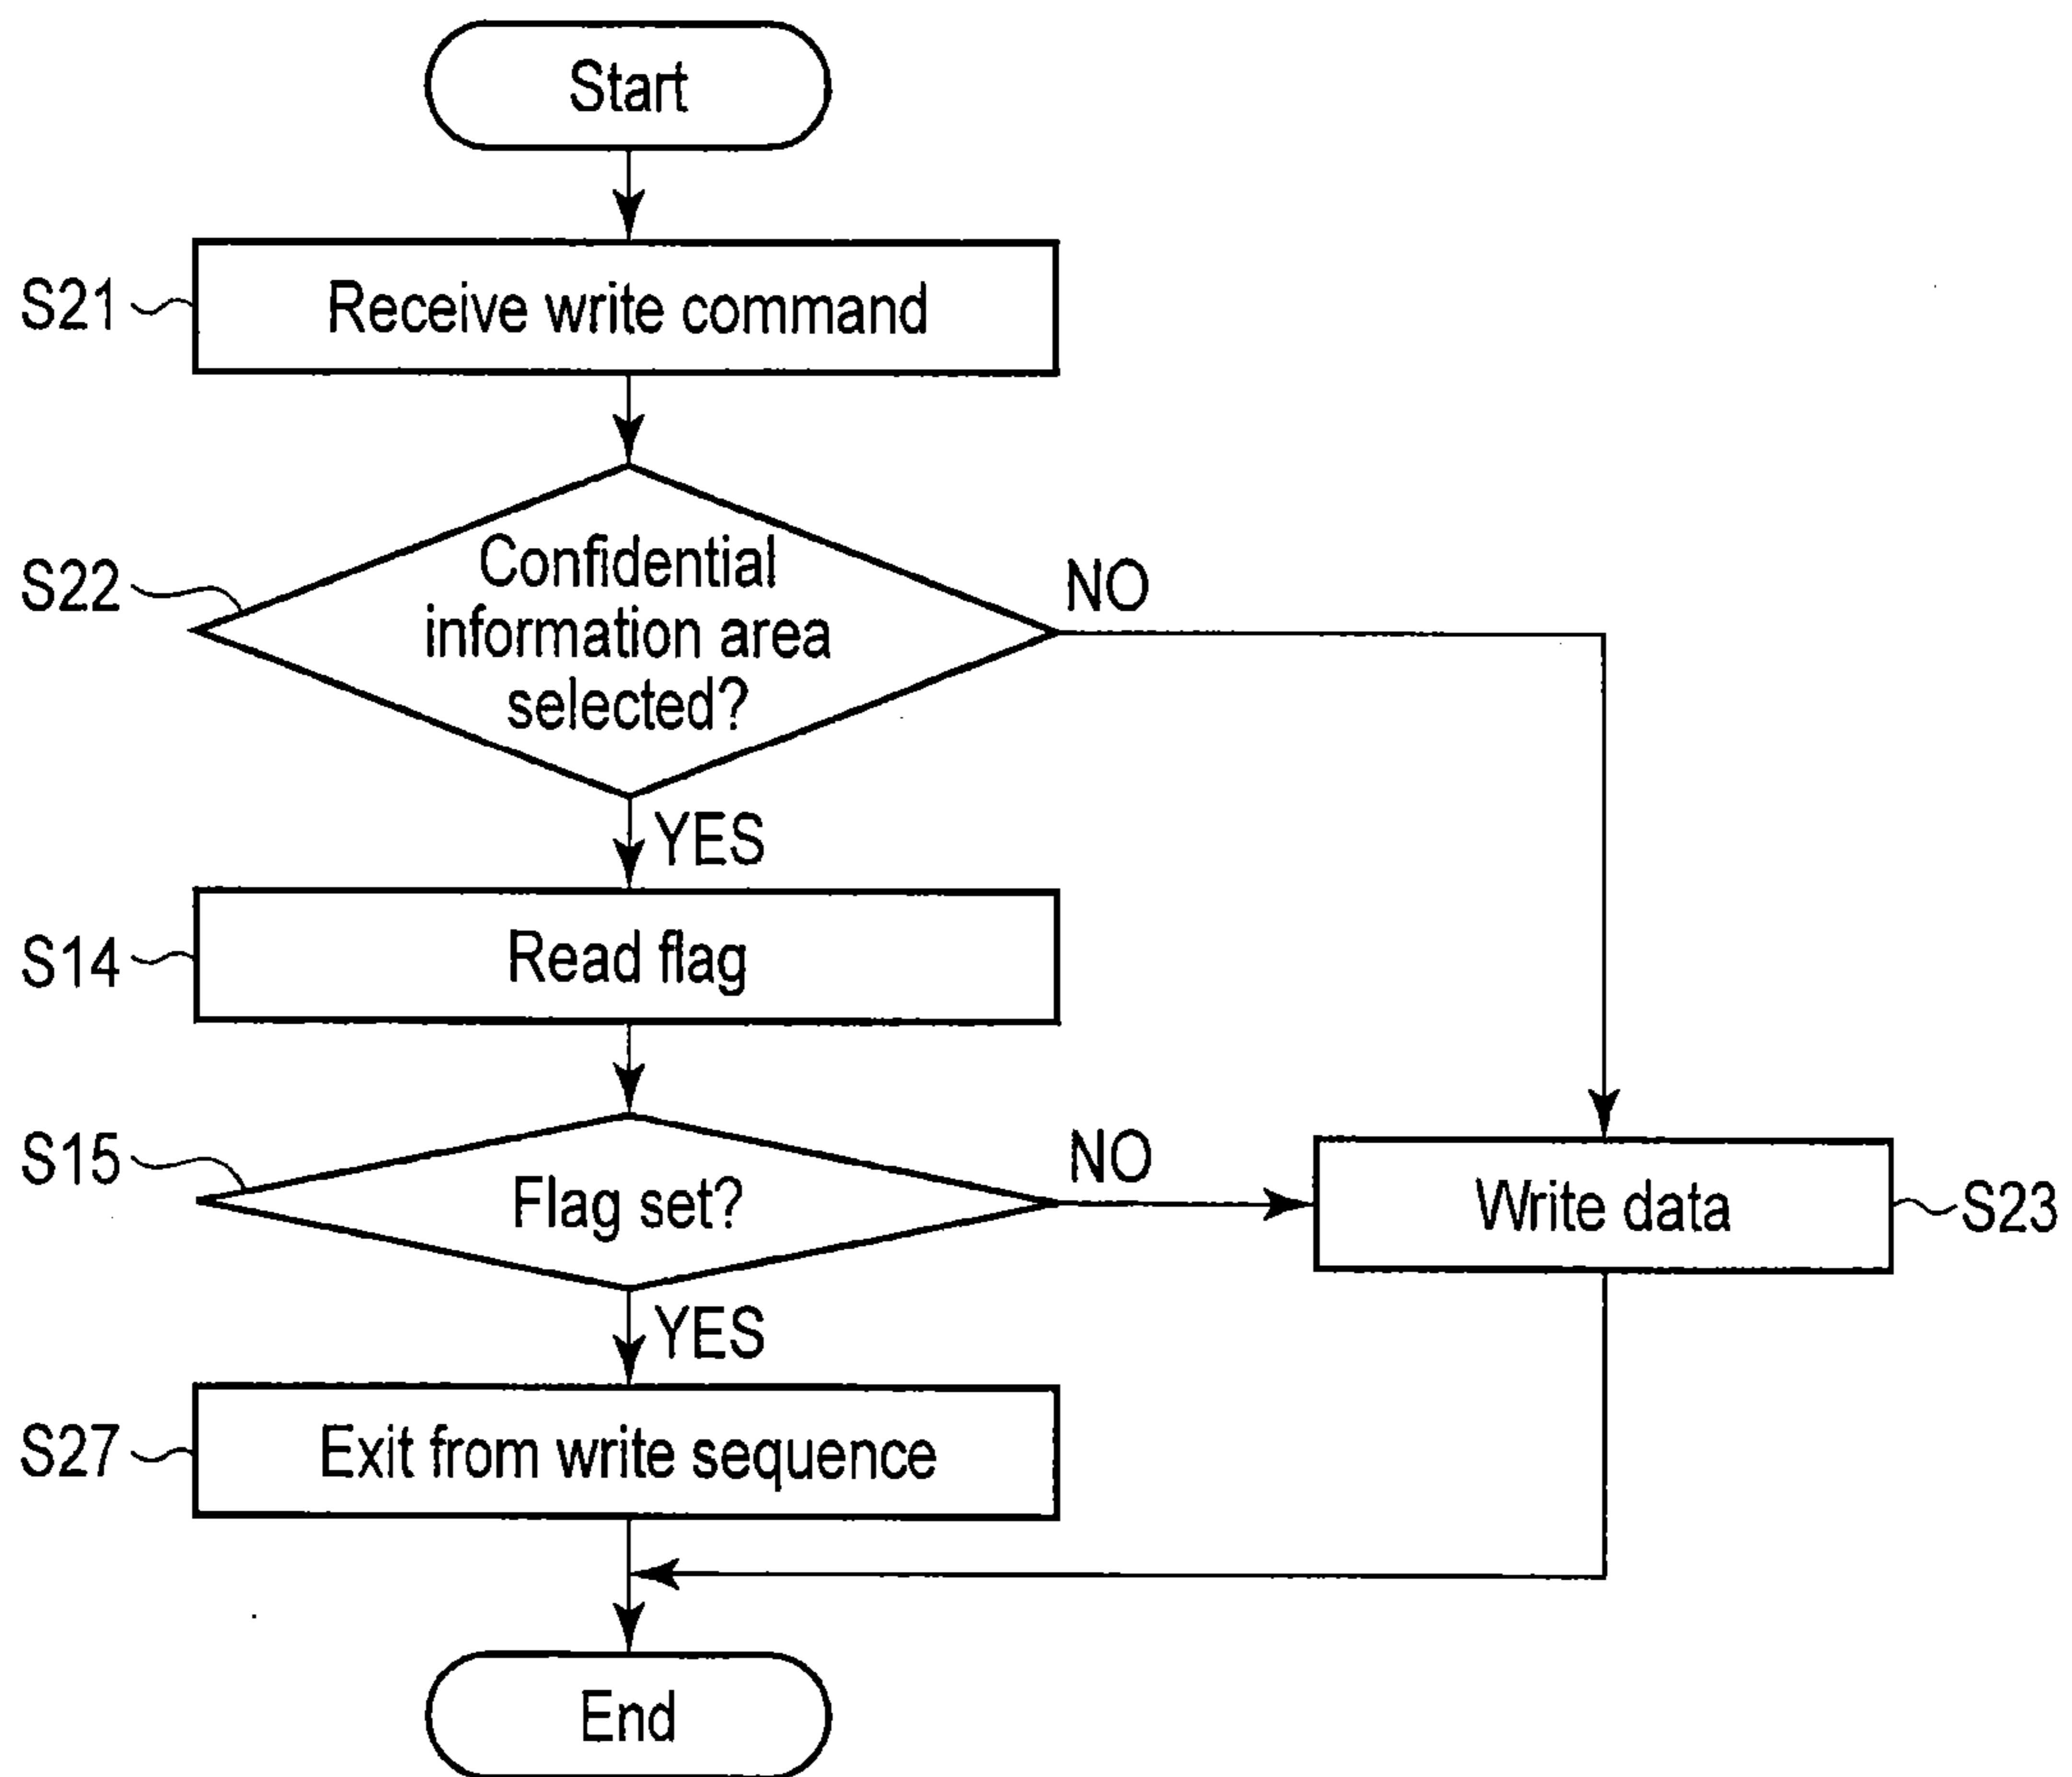 Start
S21
Receive write command
S22
Confidential
information area
selected?
NO
YES
S14
Read flag
S15
Flag set?
NO
Write data
S23
YES
S27
Exit from write sequence
End